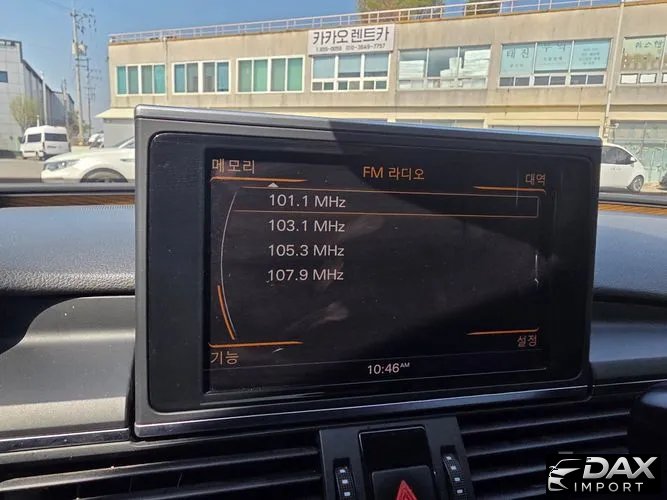 카카오렌트카
메모리
FM 라디오
대역
101.1 MHz
103.1 MHz
105.3 MHz
107.9 MHz
기능
설정
10:46AM
DAX
IMPORT